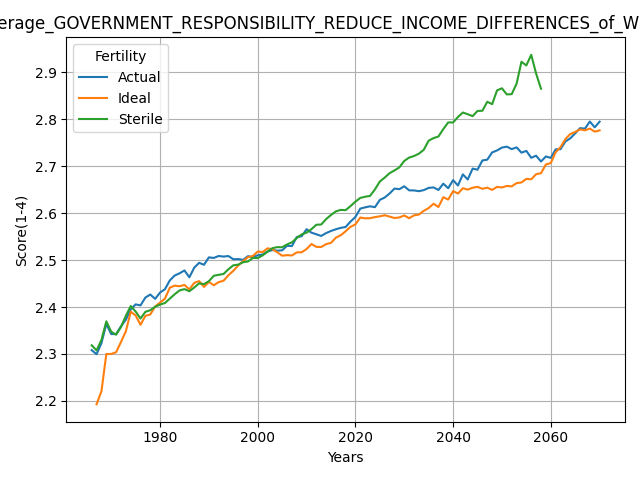 erage_GOVERNMENT_RESPONSIBILITY_REDUCE_INCOME_DIFFERENCES_of_W
Fertility
Actual
Ideal
Sterile
Score(1-4)
2.9
2.8
2.7
2.6
2.5
2.4
2.3
2.2
1980 2000 2020 2040 2060
Years